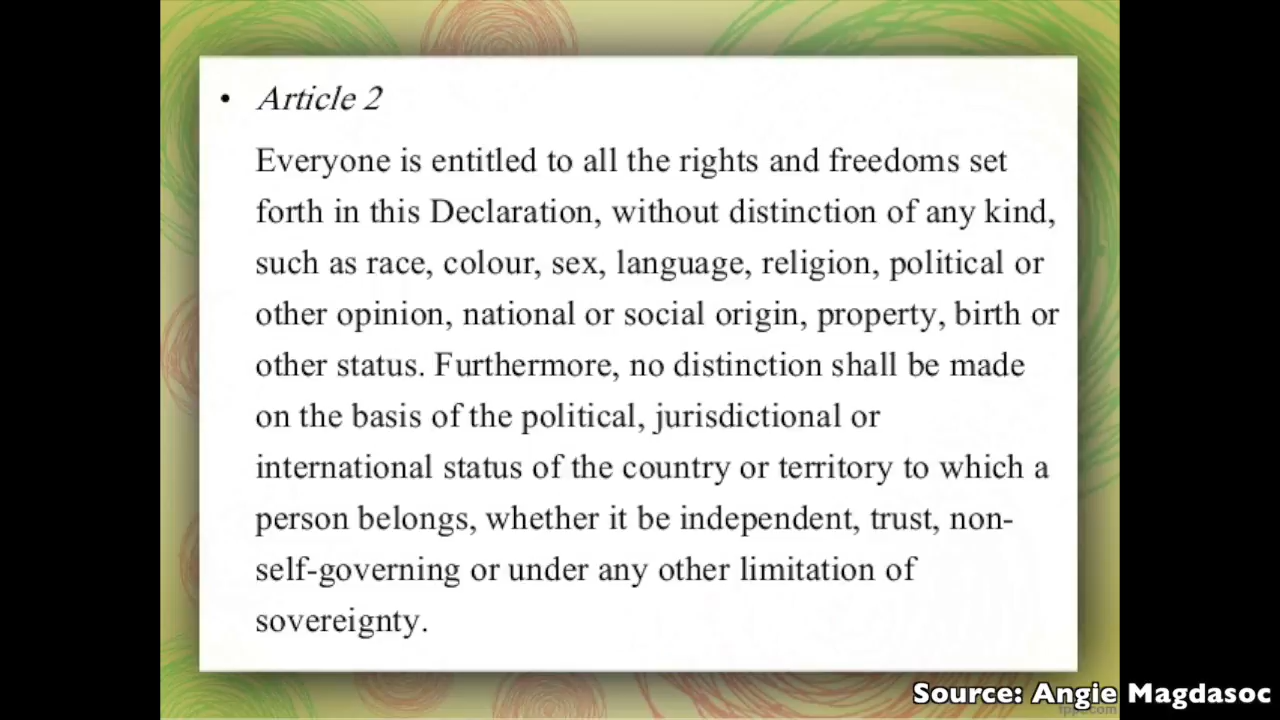 • Article 2
Everyone is entitled to all the rights and freedoms set
forth in this Declaration, without distinction of any kind,
such as race, colour, sex, language, religion, political or
other opinion, national or social origin, property, birth or
other status. Furthermore, no distinction shall be made
on the basis of the political, jurisdictional or
international status of the country or territory to which a
person belongs, whether it be independent, trust, non-
self-governing or under any other limitation of
sovereignty.
Source: Angie Magdasoc